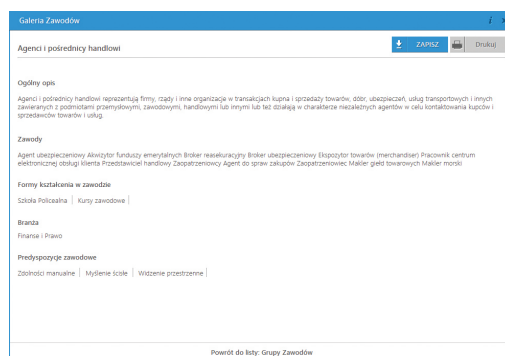 Galeria Zawodów
i
Agenci i pośrednicy handlowi
ZAPISZ
Drukuj
Ogólny opis
Agenci i pośrednicy handlowi reprezentują firmy, rządy i inne organizacje w transakcjach kupna i sprzedaży towarów, dóbr, ubezpieczeń, usług transportowych i innych
zawieranych z podmiotami przemysłowymi, zawodowymi, handlowymi lub innymi lub też działają w charakterze niezależnych agentów w celu kontaktowania kupców i
sprzedawców towarów i usług.
Zawody
Agent ubezpieczeniowy Akwizytor funduszy emerytalnych Broker reasekuracyjny Broker ubezpieczeniowy Ekspozytor towarów (merchandiser) Pracownik centrum
elektronicznej obsługi klienta Przedstawiciel handlowy Zaopatrzeniowcy Agent do spraw zakupów Zaopatrzeniowiec Makler giełd towarowych Makler morski
Formy kształcenia w zawodzie
Szkoła Policealna | Kursy zawodowe |
Branża
Finanse i Prawo
Predyspozycje zawodowe
Zdolności manualne | Myślenie ścisłe | Widzenie przestrzenne |
Powrót do listy: Grupy Zawodów